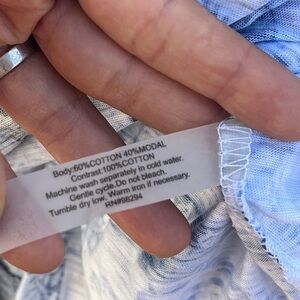 Body:60%COTTON 40%MODAL
Contrast:100%COTTON
Machine wash separately in cold water.
Gentle cycle.Do not bleach.
Tumble dry low. Warm iron if necessary.
RN#98294